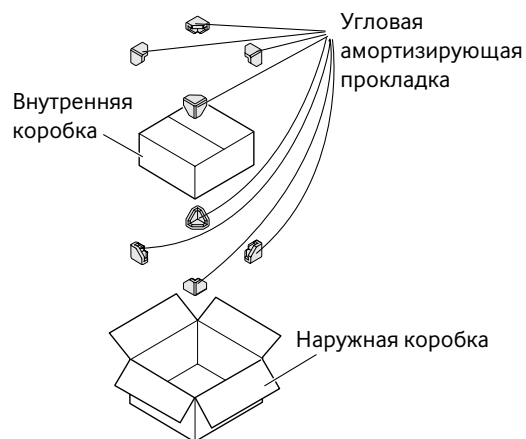 Угловая
амортизирующая
прокладка
Внутренняя
коробка
Наружная коробка